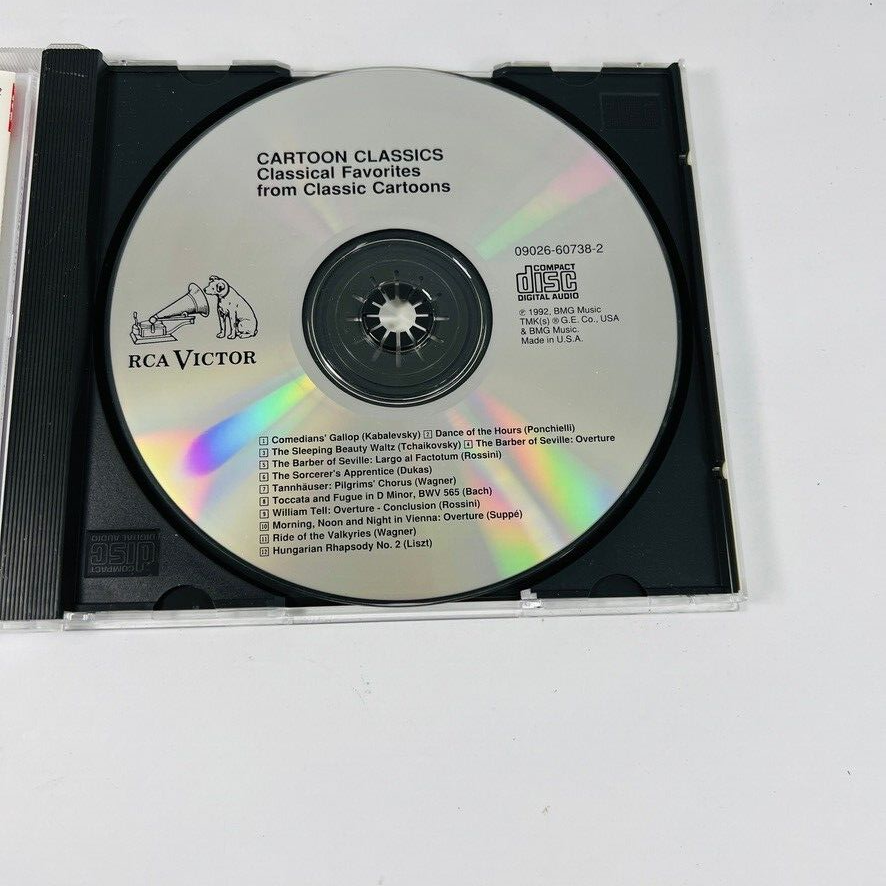 CARTOON CLASSICS
Classical Favorites
from Classic Cartoons
09026-60738-2
COMPACT
disc
DIGITAL AUDIO
℗ 1992, BMG Music
TMK(s) ® G.E. Co., USA
& BMG Music.
Made in U.S.A.
RCA VICTOR
1 Comedians' Gallop (Kabalevsky) 2 Dance of the Hours (Ponchielli)
3 The Sleeping Beauty Waltz (Tchaikovsky) 4 The Barber of Seville: Overture
5 The Barber of Seville: Largo al Factotum (Rossini)
6 The Sorcerer's Apprentice (Dukas)
7 Tannhäuser: Pilgrims' Chorus (Wagner)
8 Toccata and Fugue in D Minor, BWV 565 (Bach)
9 William Tell: Overture - Conclusion (Rossini)
10 Morning, Noon and Night in Vienna: Overture (Suppé)
11 Ride of the Valkyries (Wagner)
12 Hungarian Rhapsody No. 2 (Liszt)
COMPACT
disc
DIGITAL AUDIO